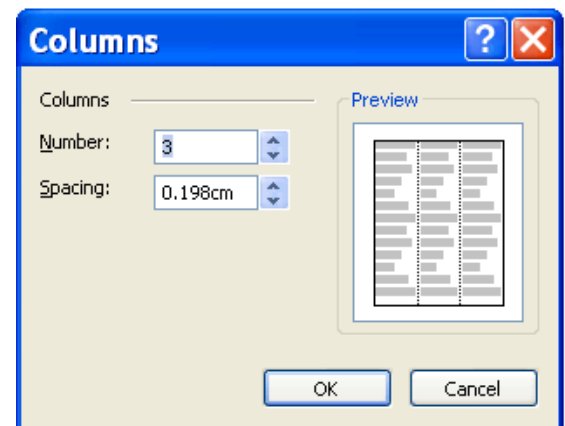 Columns
?
Columns
Number: 3
Spacing: 0.198cm
Preview
OK Cancel